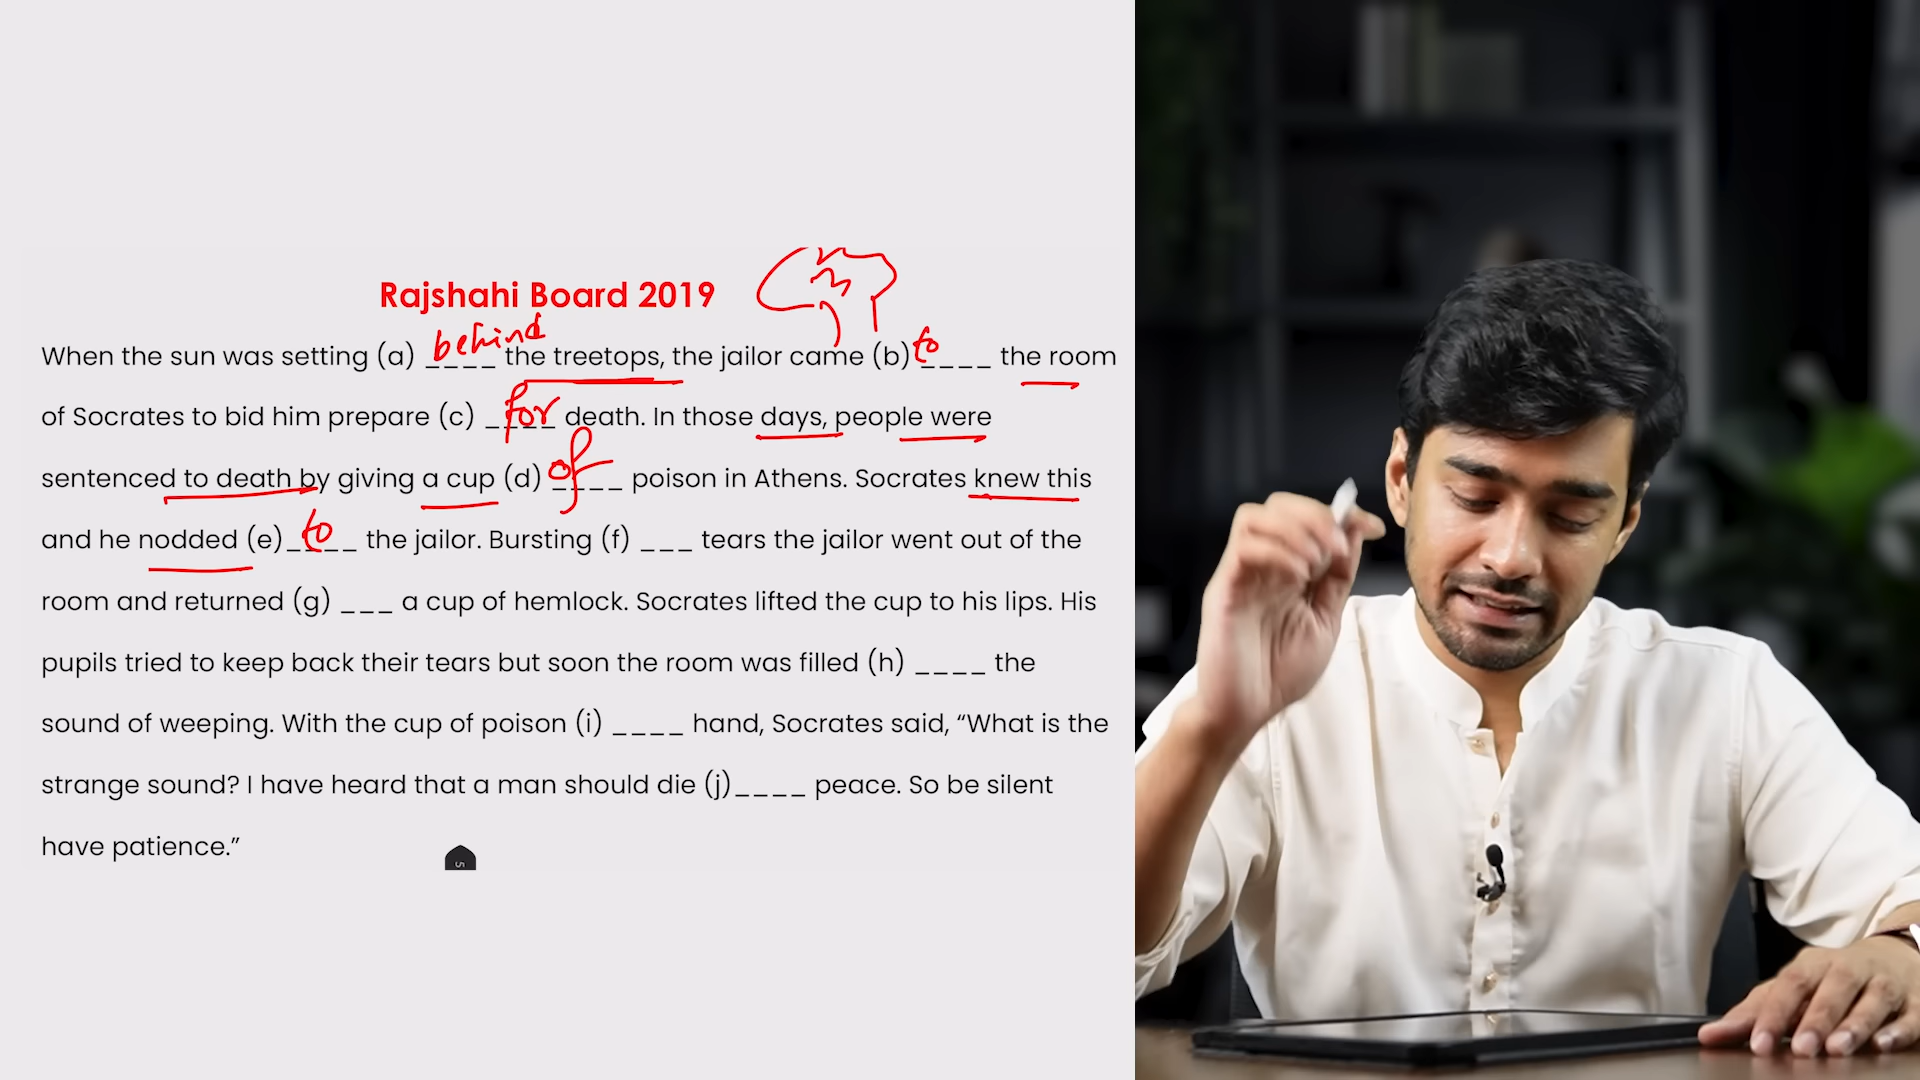 Rajshahi Board 2019
When the sun was setting (a) behind the treetops, the jailor came (b) to ____ the room
of Socrates to bid him prepare (c) for death. In those days, people were
sentenced to death by giving a cup (d) of ____ poison in Athens. Socrates knew this
and he nodded (e) to ____ the jailor. Bursting (f) ___ tears the jailor went out of the
room and returned (g) ___ a cup of hemlock. Socrates lifted the cup to his lips. His
pupils tried to keep back their tears but soon the room was filled (h) ____ the
sound of weeping. With the cup of poison (i) ____ hand, Socrates said, “What is the
strange sound? I have heard that a man should die (j)____ peace. So be silent
have patience.”
5